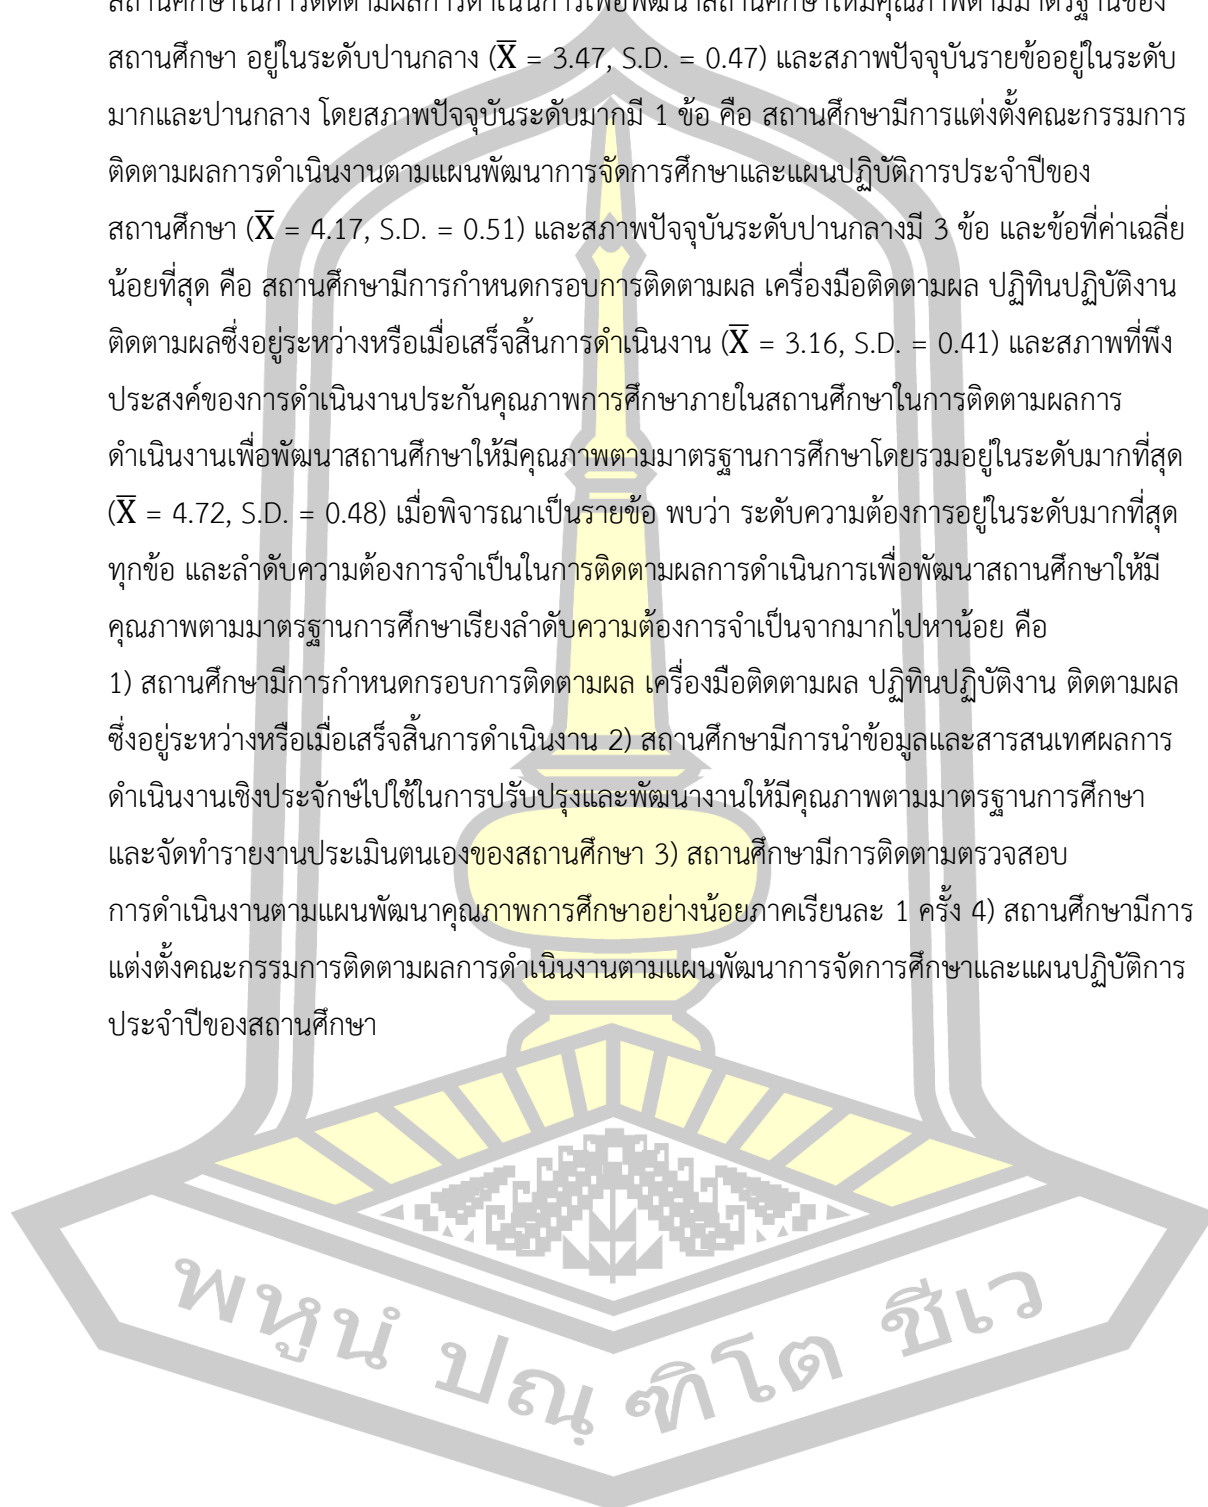 สถานศึกษาในการติดตามผลการดำเนินการเพื่อพัฒนาสถานศึกษาให้มีคุณภาพตามมาตรฐานของ
สถานศึกษา อยู่ในระดับปานกลาง (X̅ = 3.47, S.D. = 0.47) และสภาพปัจจุบันรายข้ออยู่ในระดับ
มากและปานกลาง โดยสภาพปัจจุบันระดับมากมี 1 ข้อ คือ สถานศึกษามีการแต่งตั้งคณะกรรมการ
ติดตามผลการดำเนินงานตามแผนพัฒนาการจัดการศึกษาและแผนปฏิบัติการประจำปีของ
สถานศึกษา (X̅ = 4.17, S.D. = 0.51) และสภาพปัจจุบันระดับปานกลางมี 3 ข้อ และข้อที่ค่าเฉลี่ย
น้อยที่สุด คือ สถานศึกษามีการกำหนดกรอบการติดตามผล เครื่องมือติดตามผล ปฏิทินปฏิบัติงาน
ติดตามผลซึ่งอยู่ระหว่างหรือเมื่อเสร็จสิ้นการดำเนินงาน (X̅ = 3.16, S.D. = 0.41) และสภาพที่พึง
ประสงค์ของการดำเนินงานประกันคุณภาพการศึกษาภายในสถานศึกษาในการติดตามผลการ
ดำเนินงานเพื่อพัฒนาสถานศึกษาให้มีคุณภาพตามมาตรฐานการศึกษาโดยรวมอยู่ในระดับมากที่สุด
(X̅ = 4.72, S.D. = 0.48) เมื่อพิจารณาเป็นรายข้อ พบว่า ระดับความต้องการอยู่ในระดับมากที่สุด
ทุกข้อ และลำดับความต้องการจำเป็นในการติดตามผลการดำเนินการเพื่อพัฒนาสถานศึกษาให้มี
คุณภาพตามมาตรฐานการศึกษาเรียงลำดับความต้องการจำเป็นจากมากไปหาน้อย คือ
1) สถานศึกษามีการกำหนดกรอบการติดตามผล เครื่องมือติดตามผล ปฏิทินปฏิบัติงาน ติดตามผล
ซึ่งอยู่ระหว่างหรือเมื่อเสร็จสิ้นการดำเนินงาน 2) สถานศึกษามีการนำข้อมูลและสารสนเทศผลการ
ดำเนินงานเชิงประจักษ์ไปใช้ในการปรับปรุงและพัฒนางานให้มีคุณภาพตามมาตรฐานการศึกษา
และจัดทำรายงานประเมินตนเองของสถานศึกษา 3) สถานศึกษามีการติดตามตรวจสอบ
การดำเนินงานตามแผนพัฒนาคุณภาพการศึกษาอย่างน้อยภาคเรียนละ 1 ครั้ง 4) สถานศึกษามีการ
แต่งตั้งคณะกรรมการติดตามผลการดำเนินงานตามแผนพัฒนาการจัดการศึกษาและแผนปฏิบัติการ
ประจำปีของสถานศึกษา
พหูนํ ปณฺ ฑิโต ชีเว